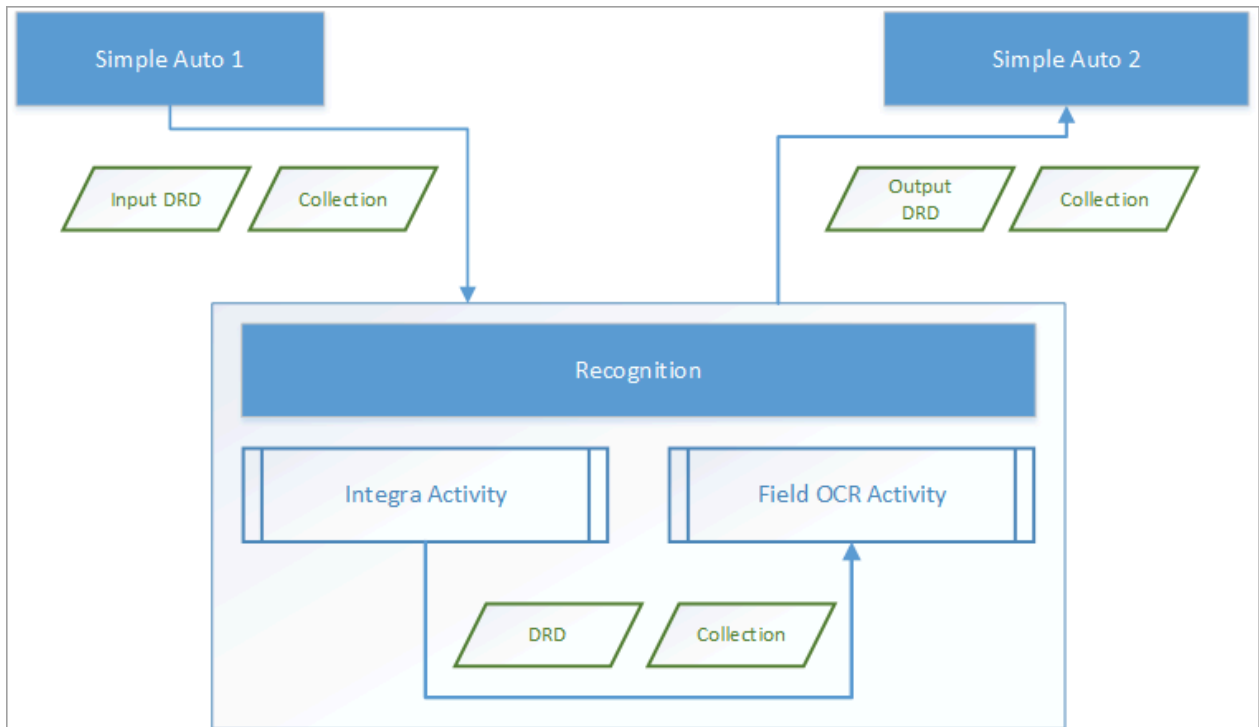 Simple Auto 1
Simple Auto 2
Input DRD
Collection
Output
DRD
Collection
Recognition
Integra Activity
Field OCR Activity
DRD
Collection